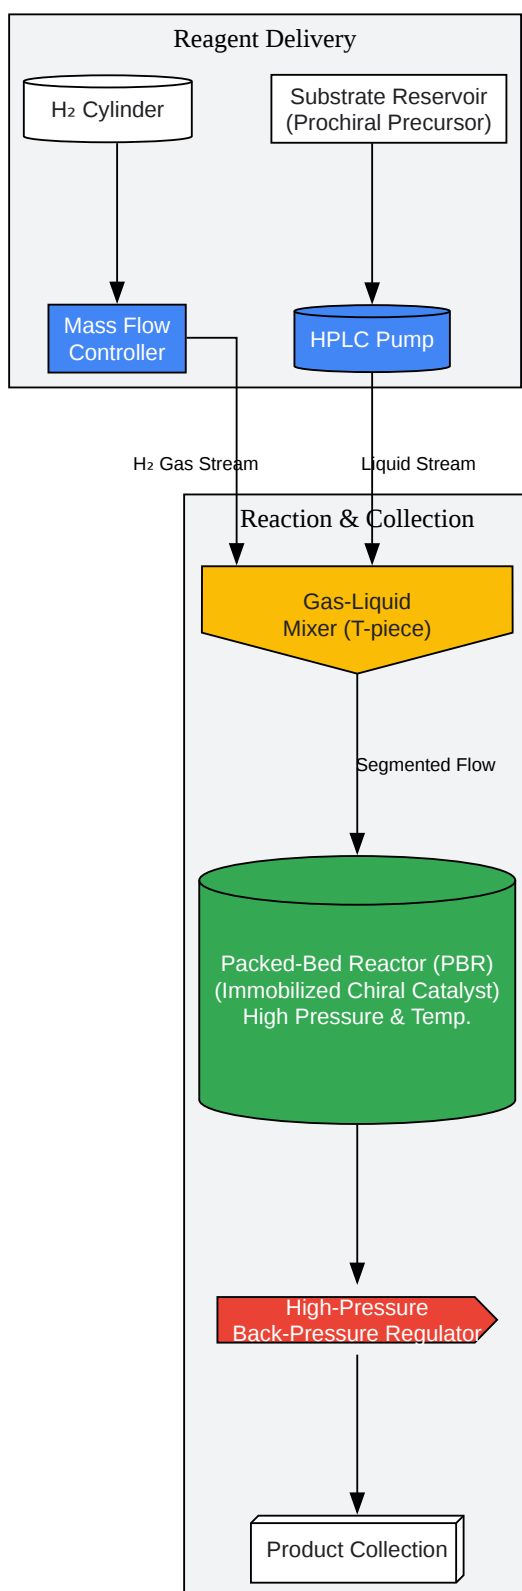 Reagent Delivery
H₂ Cylinder
Substrate Reservoir
(Prochiral Precursor)
Mass Flow
Controller
HPLC Pump
H₂ Gas Stream
Liquid Stream
Reaction & Collection
Gas-Liquid
Mixer (T-piece)
Segmented Flow
Packed-Bed Reactor (PBR)
(Immobilized Chiral Catalyst)
High Pressure & Temp.
High-Pressure
Back-Pressure Regulator
Product Collection